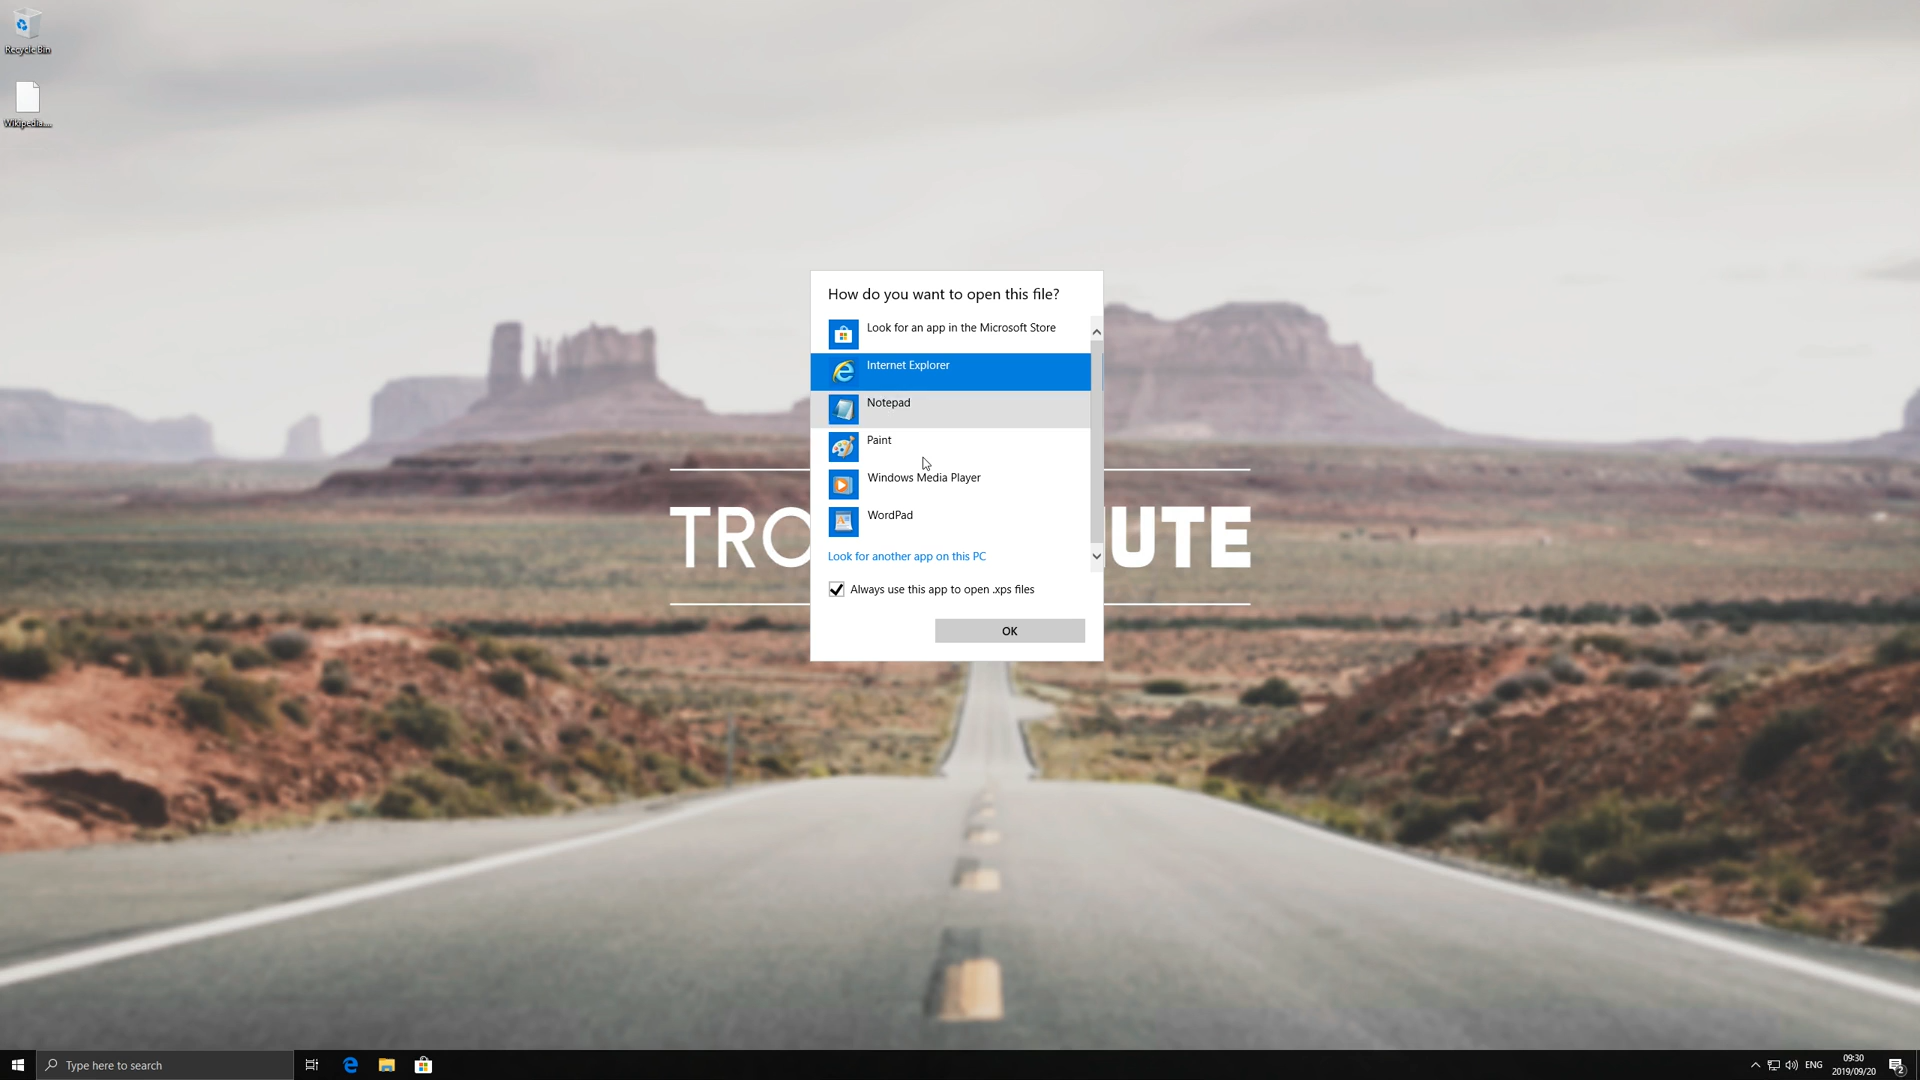 Recycle Bin
Wikipedia....
How do you want to open this file?
Look for an app in the Microsoft Store
Internet Explorer
Notepad
Paint
Windows Media Player
WordPad
Look for another app on this PC
Always use this app to open .xps files
OK
TRO
UTE
Type here to search
ENG
09:30
2019/09/20
2